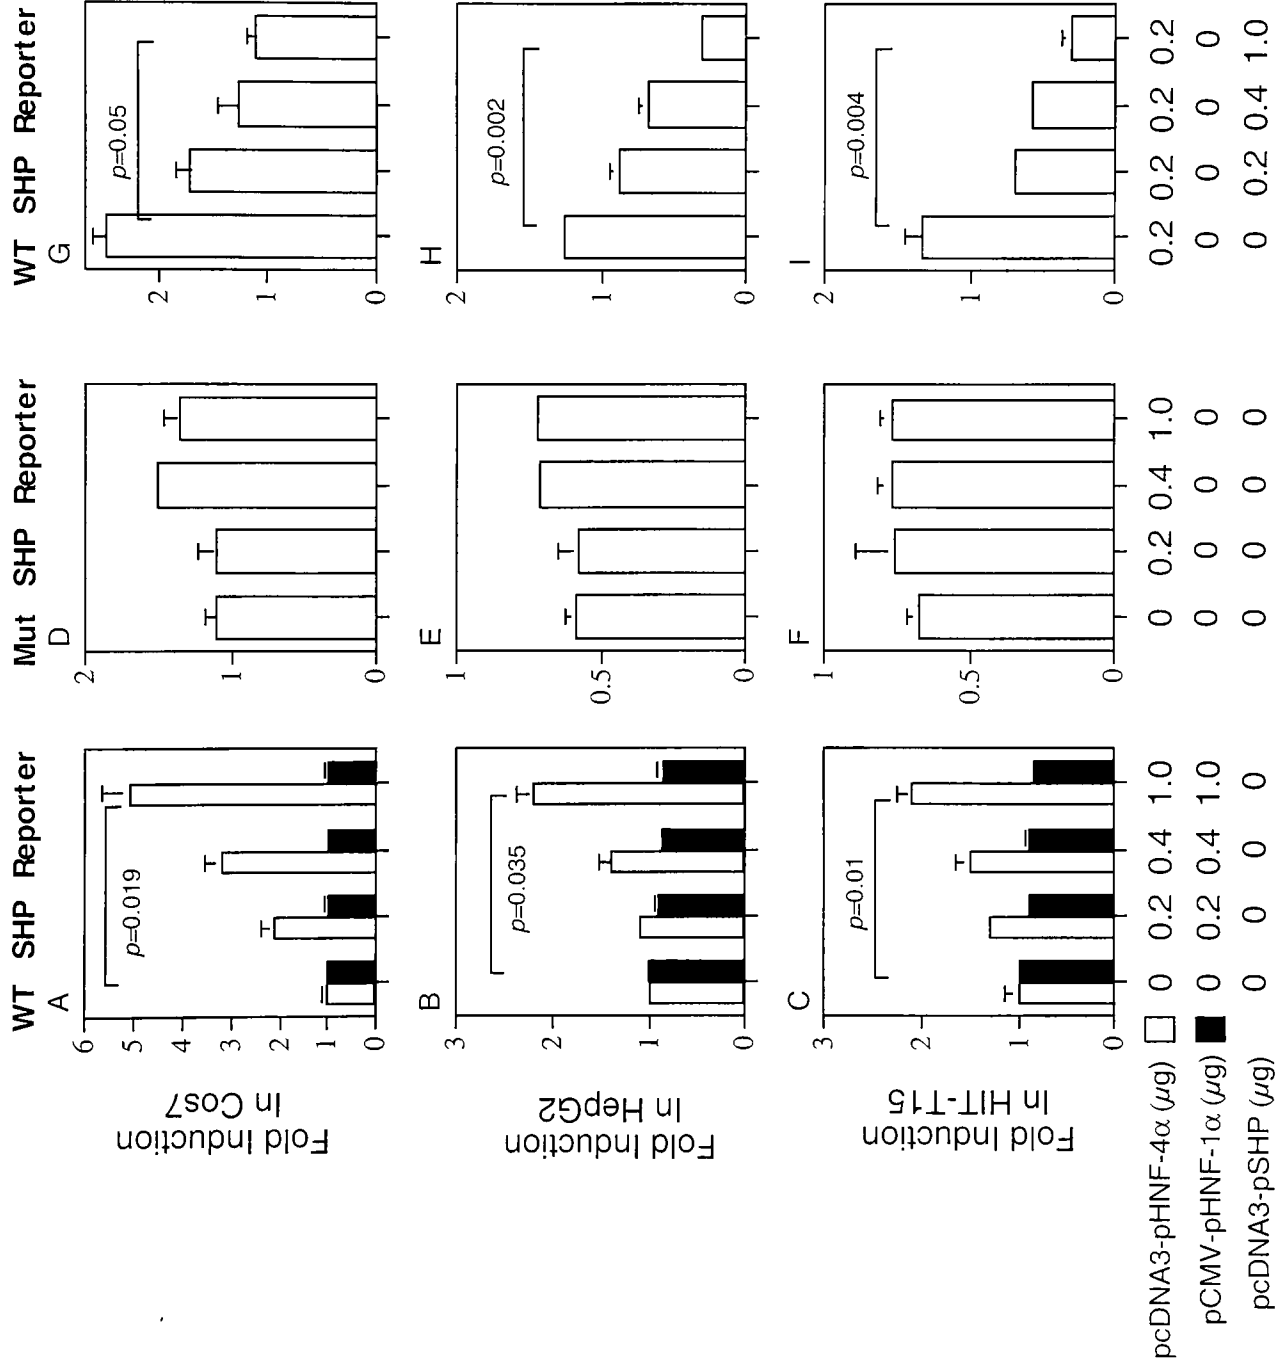 WT SHP Reporter
Mut SHP Reporter
WT SHP Reporter
A
6
5
4
3
2
1
0
p=0.019
Fold Induction
In Cos7
D
2
1
0
G
2
1
0
p=0.05
B
3
2
1
0
p=0.035
Fold Induction
In HepG2
E
1
0.5
0
H
2
1
0
p=0.002
C
3
2
1
0
p=0.01
Fold Induction
In HIT-T15
F
1
0.5
0
I
2
1
0
p=0.004
pcDNA3-pHNF-4α (μg) 0 0.2 0.4 1.0 0 0.2 0.4 1.0 0.2 0.2 0.2 0.2
pCMV-pHNF-1α (μg) 0 0.2 0.4 1.0 0 0 0 0 0 0 0 0
pcDNA3-pSHP (μg) 0 0 0 0 0 0 0 0 0 0.2 0.4 1.0